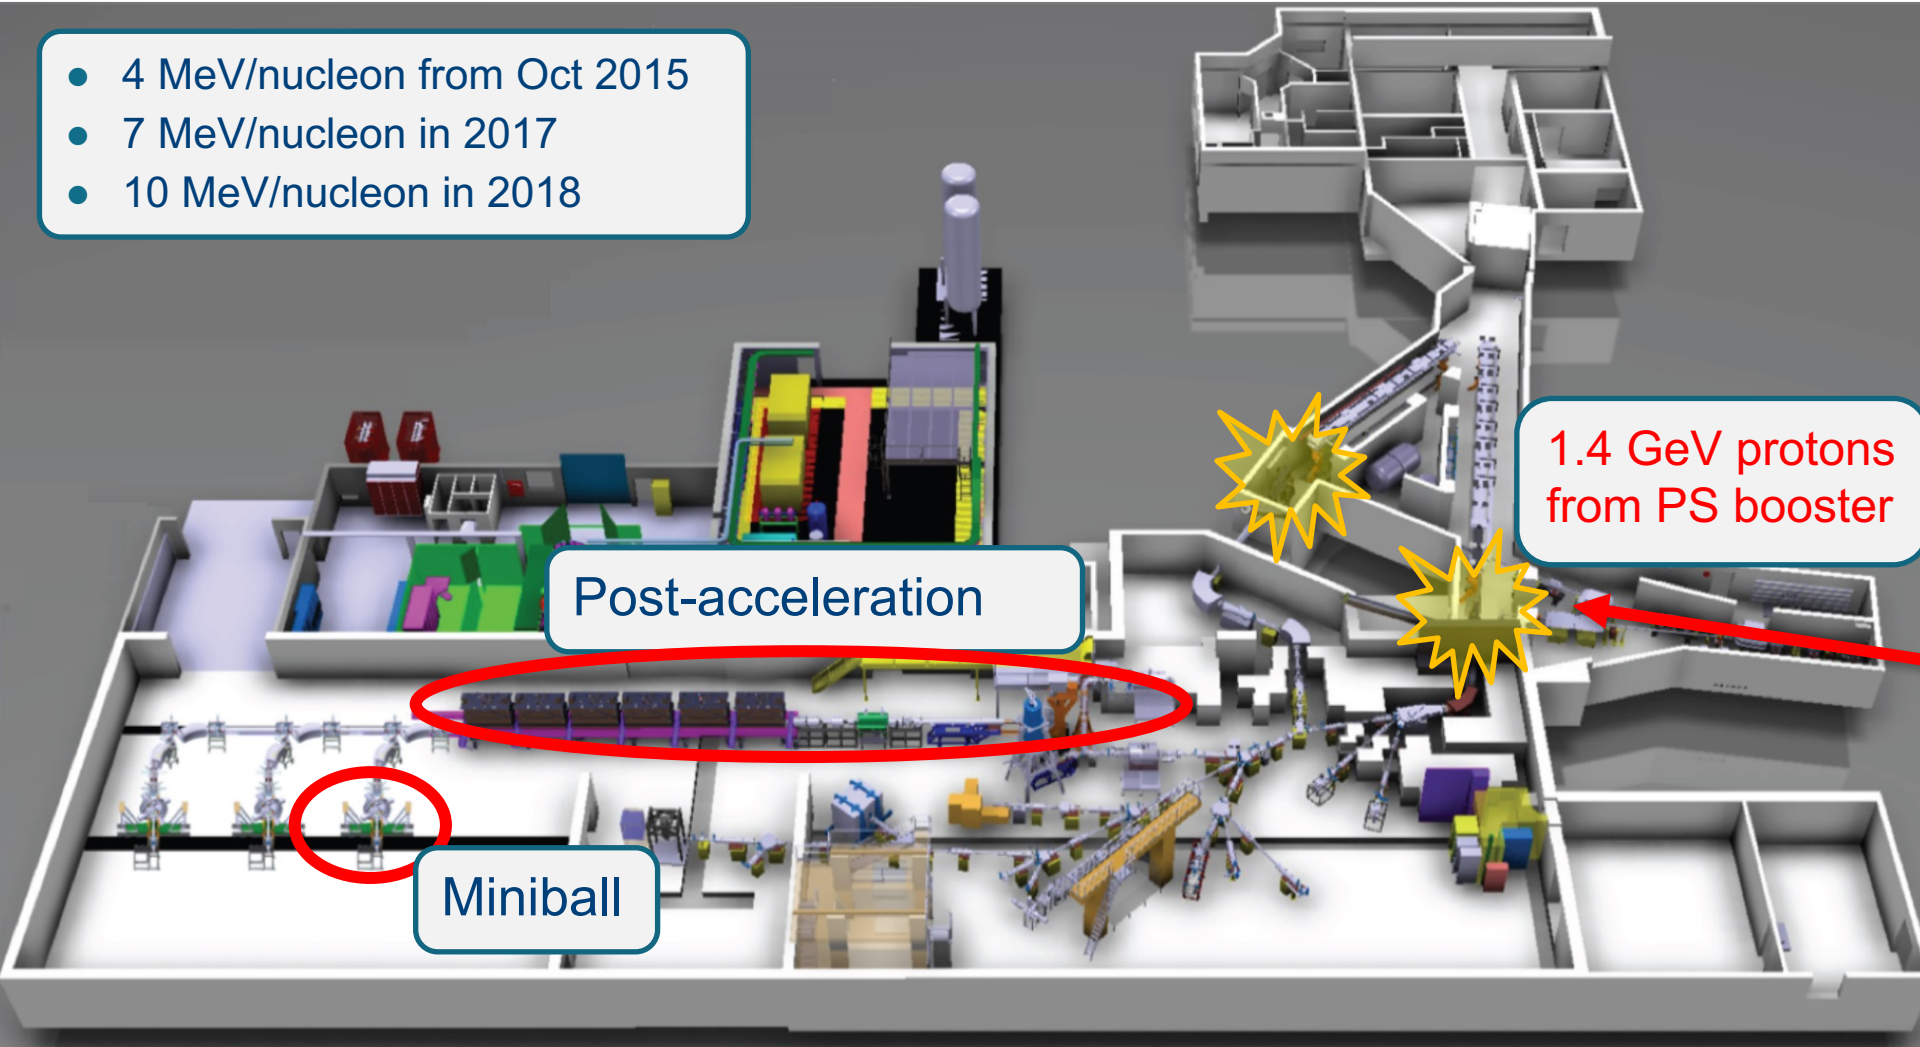 ● 4 MeV/nucleon from Oct 2015
● 7 MeV/nucleon in 2017
● 10 MeV/nucleon in 2018
1.4 GeV protons
from PS booster
Post-acceleration
Miniball